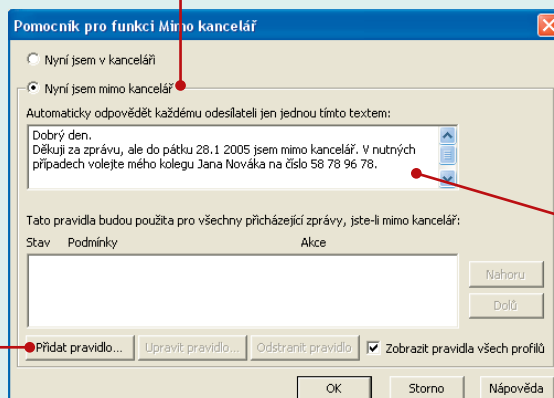 Pomocník pro funkci Mimo kancelář
Nyní jsem v kanceláři
Nyní jsem mimo kancelář
Automaticky odpovědět každému odesílateli jen jednou tímto textem:
Dobrý den.
Děkuji za zprávu, ale do pátku 28.1 2005 jsem mimo kancelář. V nutných
případech volejte mého kolegu Jana Nováka na číslo 58 78 96 78.
Tato pravidla budou použita pro všechny přicházející zprávy, jste-li mimo kancelář:
Stav Podmínky Akce
Nahoru
Dolů
Přidat pravidlo... Upravit pravidlo... Odstranit pravidlo Zobrazit pravidla všech profilů
OK Storno Nápověda